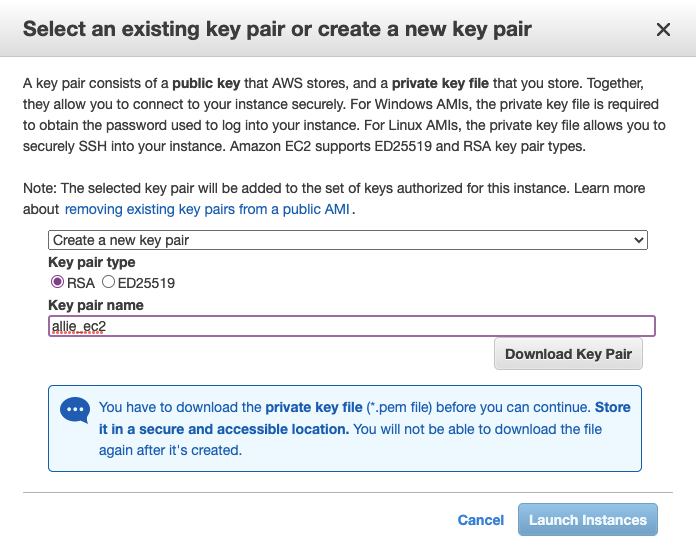 Select an existing key pair or create a new key pair
A key pair consists of a public key that AWS stores, and a private key file that you store. Together,
they allow you to connect to your instance securely. For Windows AMIs, the private key file is required
to obtain the password used to log into your instance. For Linux AMIs, the private key file allows you to
securely SSH into your instance. Amazon EC2 supports ED25519 and RSA key pair types.
Note: The selected key pair will be added to the set of keys authorized for this instance. Learn more
about removing existing key pairs from a public AMI.
Create a new key pair
Key pair type
RSA ED25519
Key pair name
allie_ec2
Download Key Pair
You have to download the private key file (*.pem file) before you can continue. Store
it in a secure and accessible location. You will not be able to download the file
again after it's created.
Cancel Launch Instances